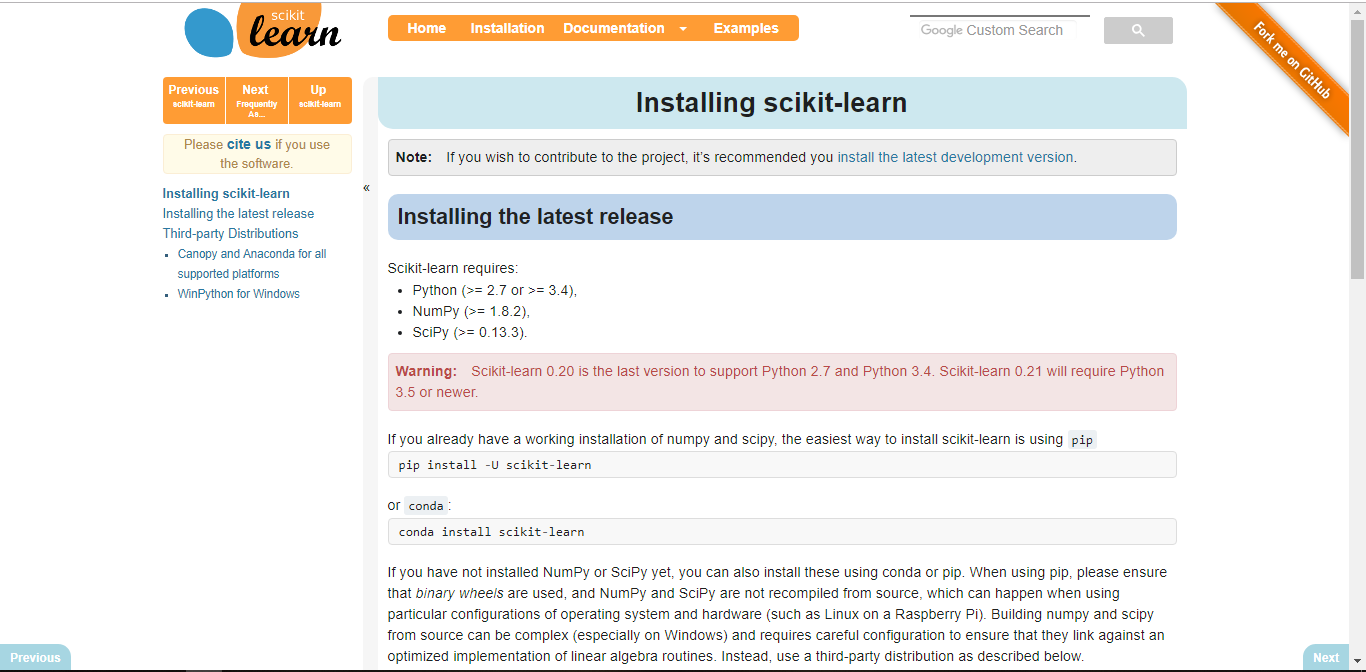 scikit
learn
Home Installation Documentation Examples
Google Custom Search
Fork me on GitHub
Previous
scikit-learn
Next
Frequently
As...
Up
scikit-learn
Please cite us if you use
the software.
Installing scikit-learn
Installing the latest release
Third-party Distributions
Canopy and Anaconda for all
supported platforms
WinPython for Windows
«
Installing scikit-learn
Note: If you wish to contribute to the project, it’s recommended you install the latest development version.
Installing the latest release
Scikit-learn requires:
• Python (>= 2.7 or >= 3.4),
• NumPy (>= 1.8.2),
• SciPy (>= 0.13.3).
Warning: Scikit-learn 0.20 is the last version to support Python 2.7 and Python 3.4. Scikit-learn 0.21 will require Python
3.5 or newer.
If you already have a working installation of numpy and scipy, the easiest way to install scikit-learn is using pip
pip install -U scikit-learn
or conda:
conda install scikit-learn
If you have not installed NumPy or SciPy yet, you can also install these using conda or pip. When using pip, please ensure
that binary wheels are used, and NumPy and SciPy are not recompiled from source, which can happen when using
particular configurations of operating system and hardware (such as Linux on a Raspberry Pi). Building numpy and scipy
from source can be complex (especially on Windows) and requires careful configuration to ensure that they link against an
optimized implementation of linear algebra routines. Instead, use a third-party distribution as described below.
Previous
Next